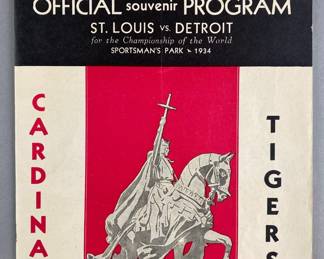 OFFICIAL souvenir PROGRAM
ST. LOUIS vs. DETROIT
for the Championship of the World
SPORTSMAN'S PARK 1934
CARDINA
TIGERS